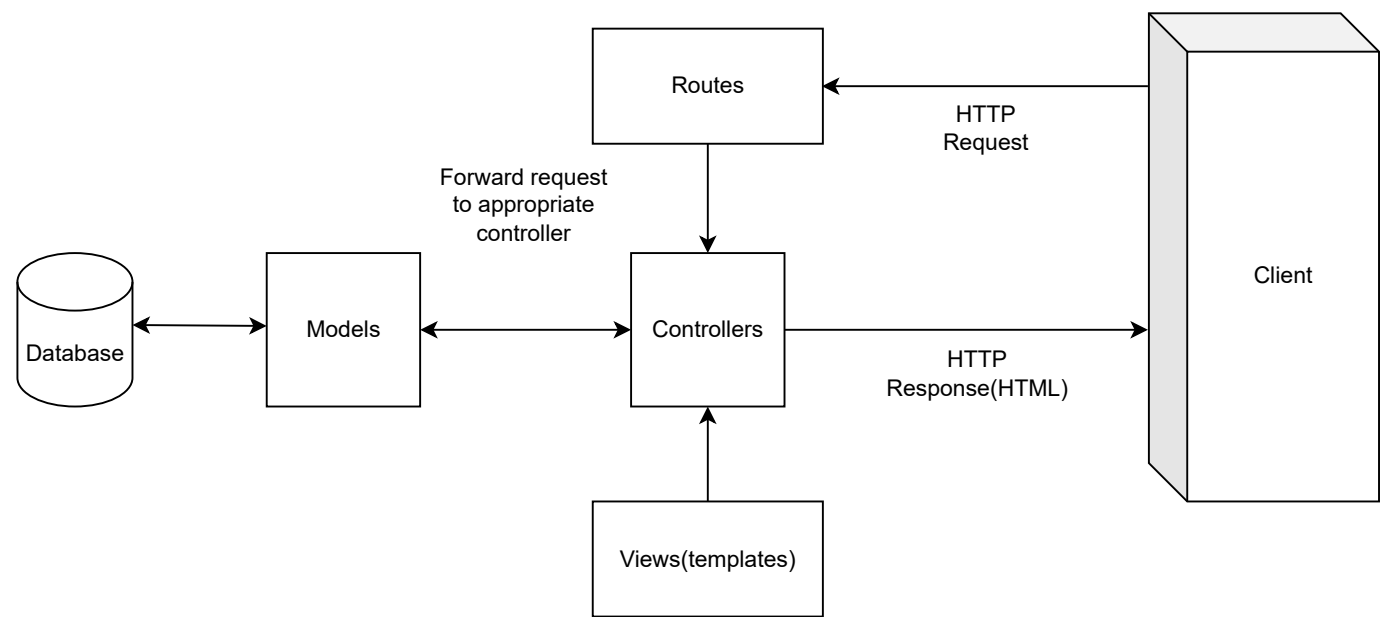 Routes
HTTP
Request
Forward request
to appropriate
controller
Client
Database
Models
Controllers
HTTP
Response(HTML)
Views(templates)